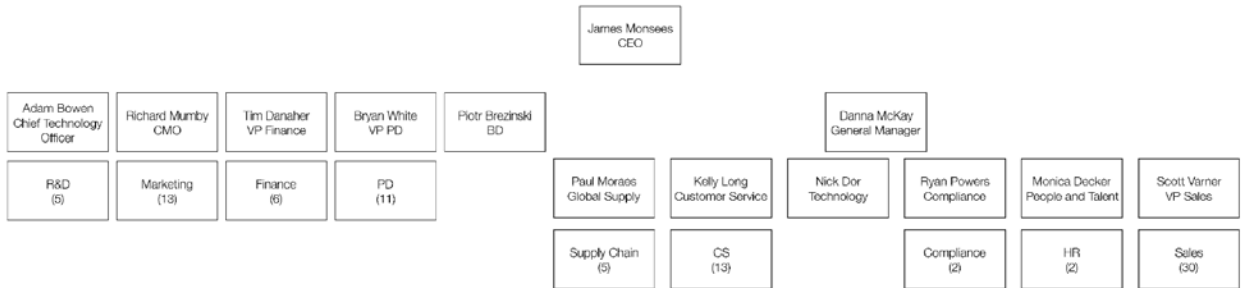 James Monsees
CEO
Adam Bowen
Chief Technology
Officer
Richard Mumby
CMO
Tim Danaher
VP Finance
Bryan White
VP PD
Piotr Brezinski
BD
Danna McKay
General Manager
R&D
(5)
Marketing
(13)
Finance
(6)
PD
(11)
Paul Moraes
Global Supply
Kelly Long
Customer Service
Nick Dor
Technology
Ryan Powers
Compliance
Monica Decker
People and Talent
Scott Varner
VP Sales
Supply Chain
(5)
CS
(13)
Compliance
(2)
HR
(2)
Sales
(30)